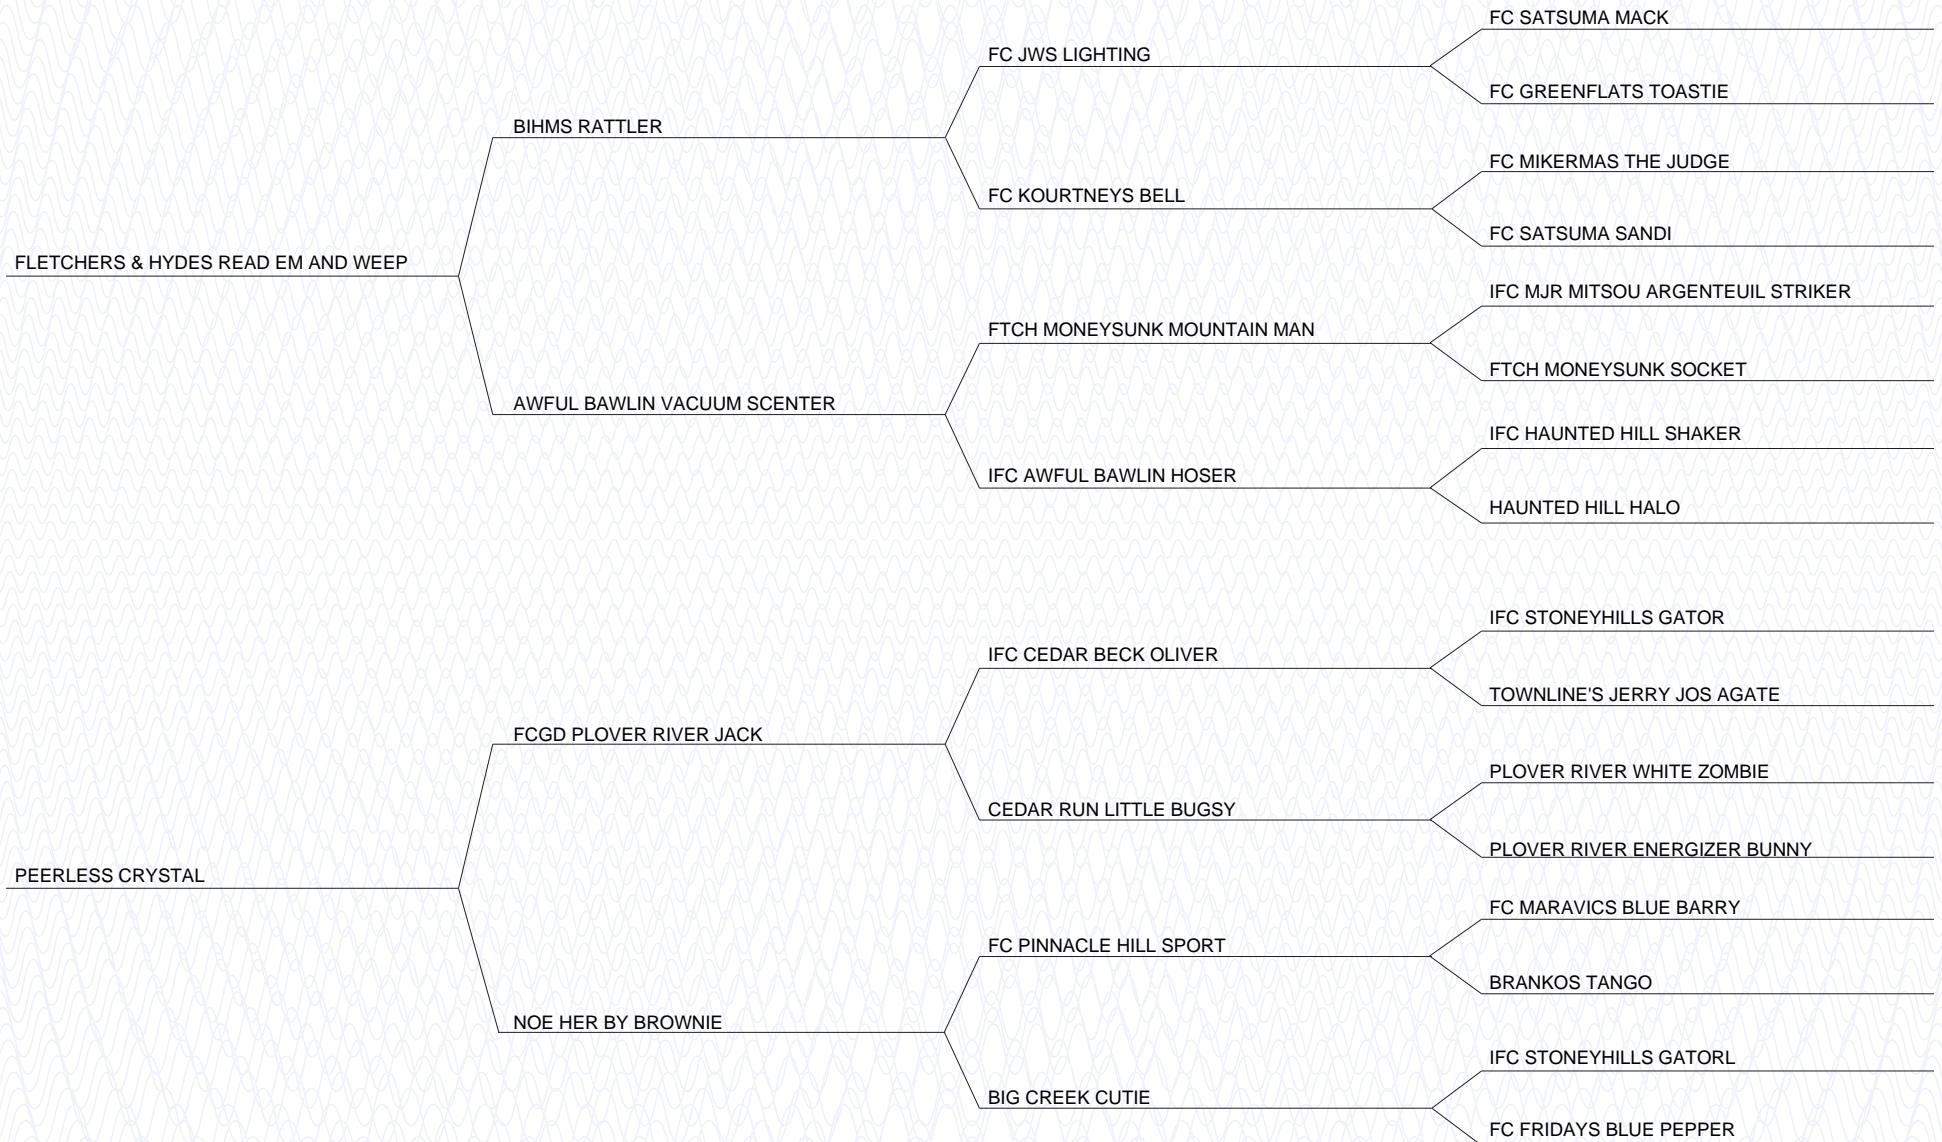 FC SATSUMA MACK
FC JWS LIGHTING
FC GREENFLATS TOASTIE
BIHMS RATTLER
FC MIKERMAS THE JUDGE
FC KOURTNEYS BELL
FC SATSUMA SANDI
FLETCHERS & HYDES READ EM AND WEEP
IFC MJR MITSOU ARGENTEUIL STRIKER
FTCH MONEYSUNK MOUNTAIN MAN
FTCH MONEYSUNK SOCKET
AWFUL BAWLIN VACUUM SCENTER
IFC HAUNTED HILL SHAKER
IFC AWFUL BAWLIN HOSER
HAUNTED HILL HALO
IFC STONEYHILLS GATOR
IFC CEDAR BECK OLIVER
TOWNLINE'S JERRY JOS AGATE
FCGD PLOVER RIVER JACK
PLOVER RIVER WHITE ZOMBIE
CEDAR RUN LITTLE BUGSY
PLOVER RIVER ENERGIZER BUNNY
PEERLESS CRYSTAL
FC MARAVICS BLUE BARRY
FC PINNACLE HILL SPORT
BRANKOS TANGO
NOE HER BY BROWNIE
IFC STONEYHILLS GATORL
BIG CREEK CUTIE
FC FRIDAYS BLUE PEPPER